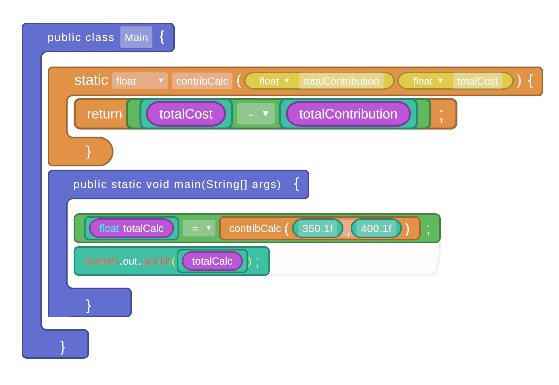 public class Main {
static float contribCalc ( float totalContribution float totalCost ) {
return totalCost - totalContribution ;
}
public static void main(String[] args) {
float totalCalc = contribCalc ( 350.1f , 400.1f ) ;
System.out.println( totalCalc ) ;
}
}